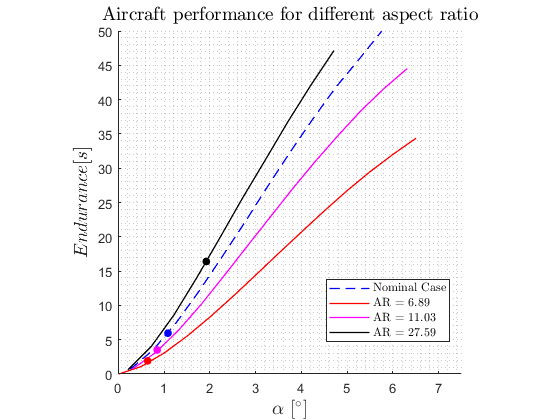 Aircraft performance for different aspect ratio
50
45
40
35
30
25
20
15
10
5
0
Endurance[s]
0 1 2 3 4 5 6 7
α [°]
Nominal Case
AR = 6.89
AR = 11.03
AR = 27.59